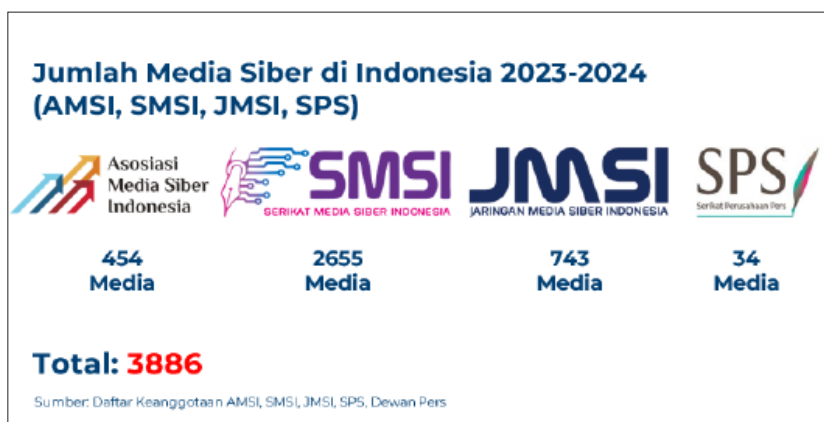 Jumlah Media Siber di Indonesia 2023-2024
(AMSI, SMSI, JMSI, SPS)
Asosiasi
Media Siber
Indonesia
SMSI
SERIKAT MEDIA SIBER INDONESIA
JMSI
JARINGAN MEDIA SIBER INDONESIA
SPS
Serikat Perusahaan Pers
454
Media
2655
Media
743
Media
34
Media
Total: 3886
Sumber: Daftar Keanggotaan AMSI, SMSI, JMSI, SPS, Dewan Pers